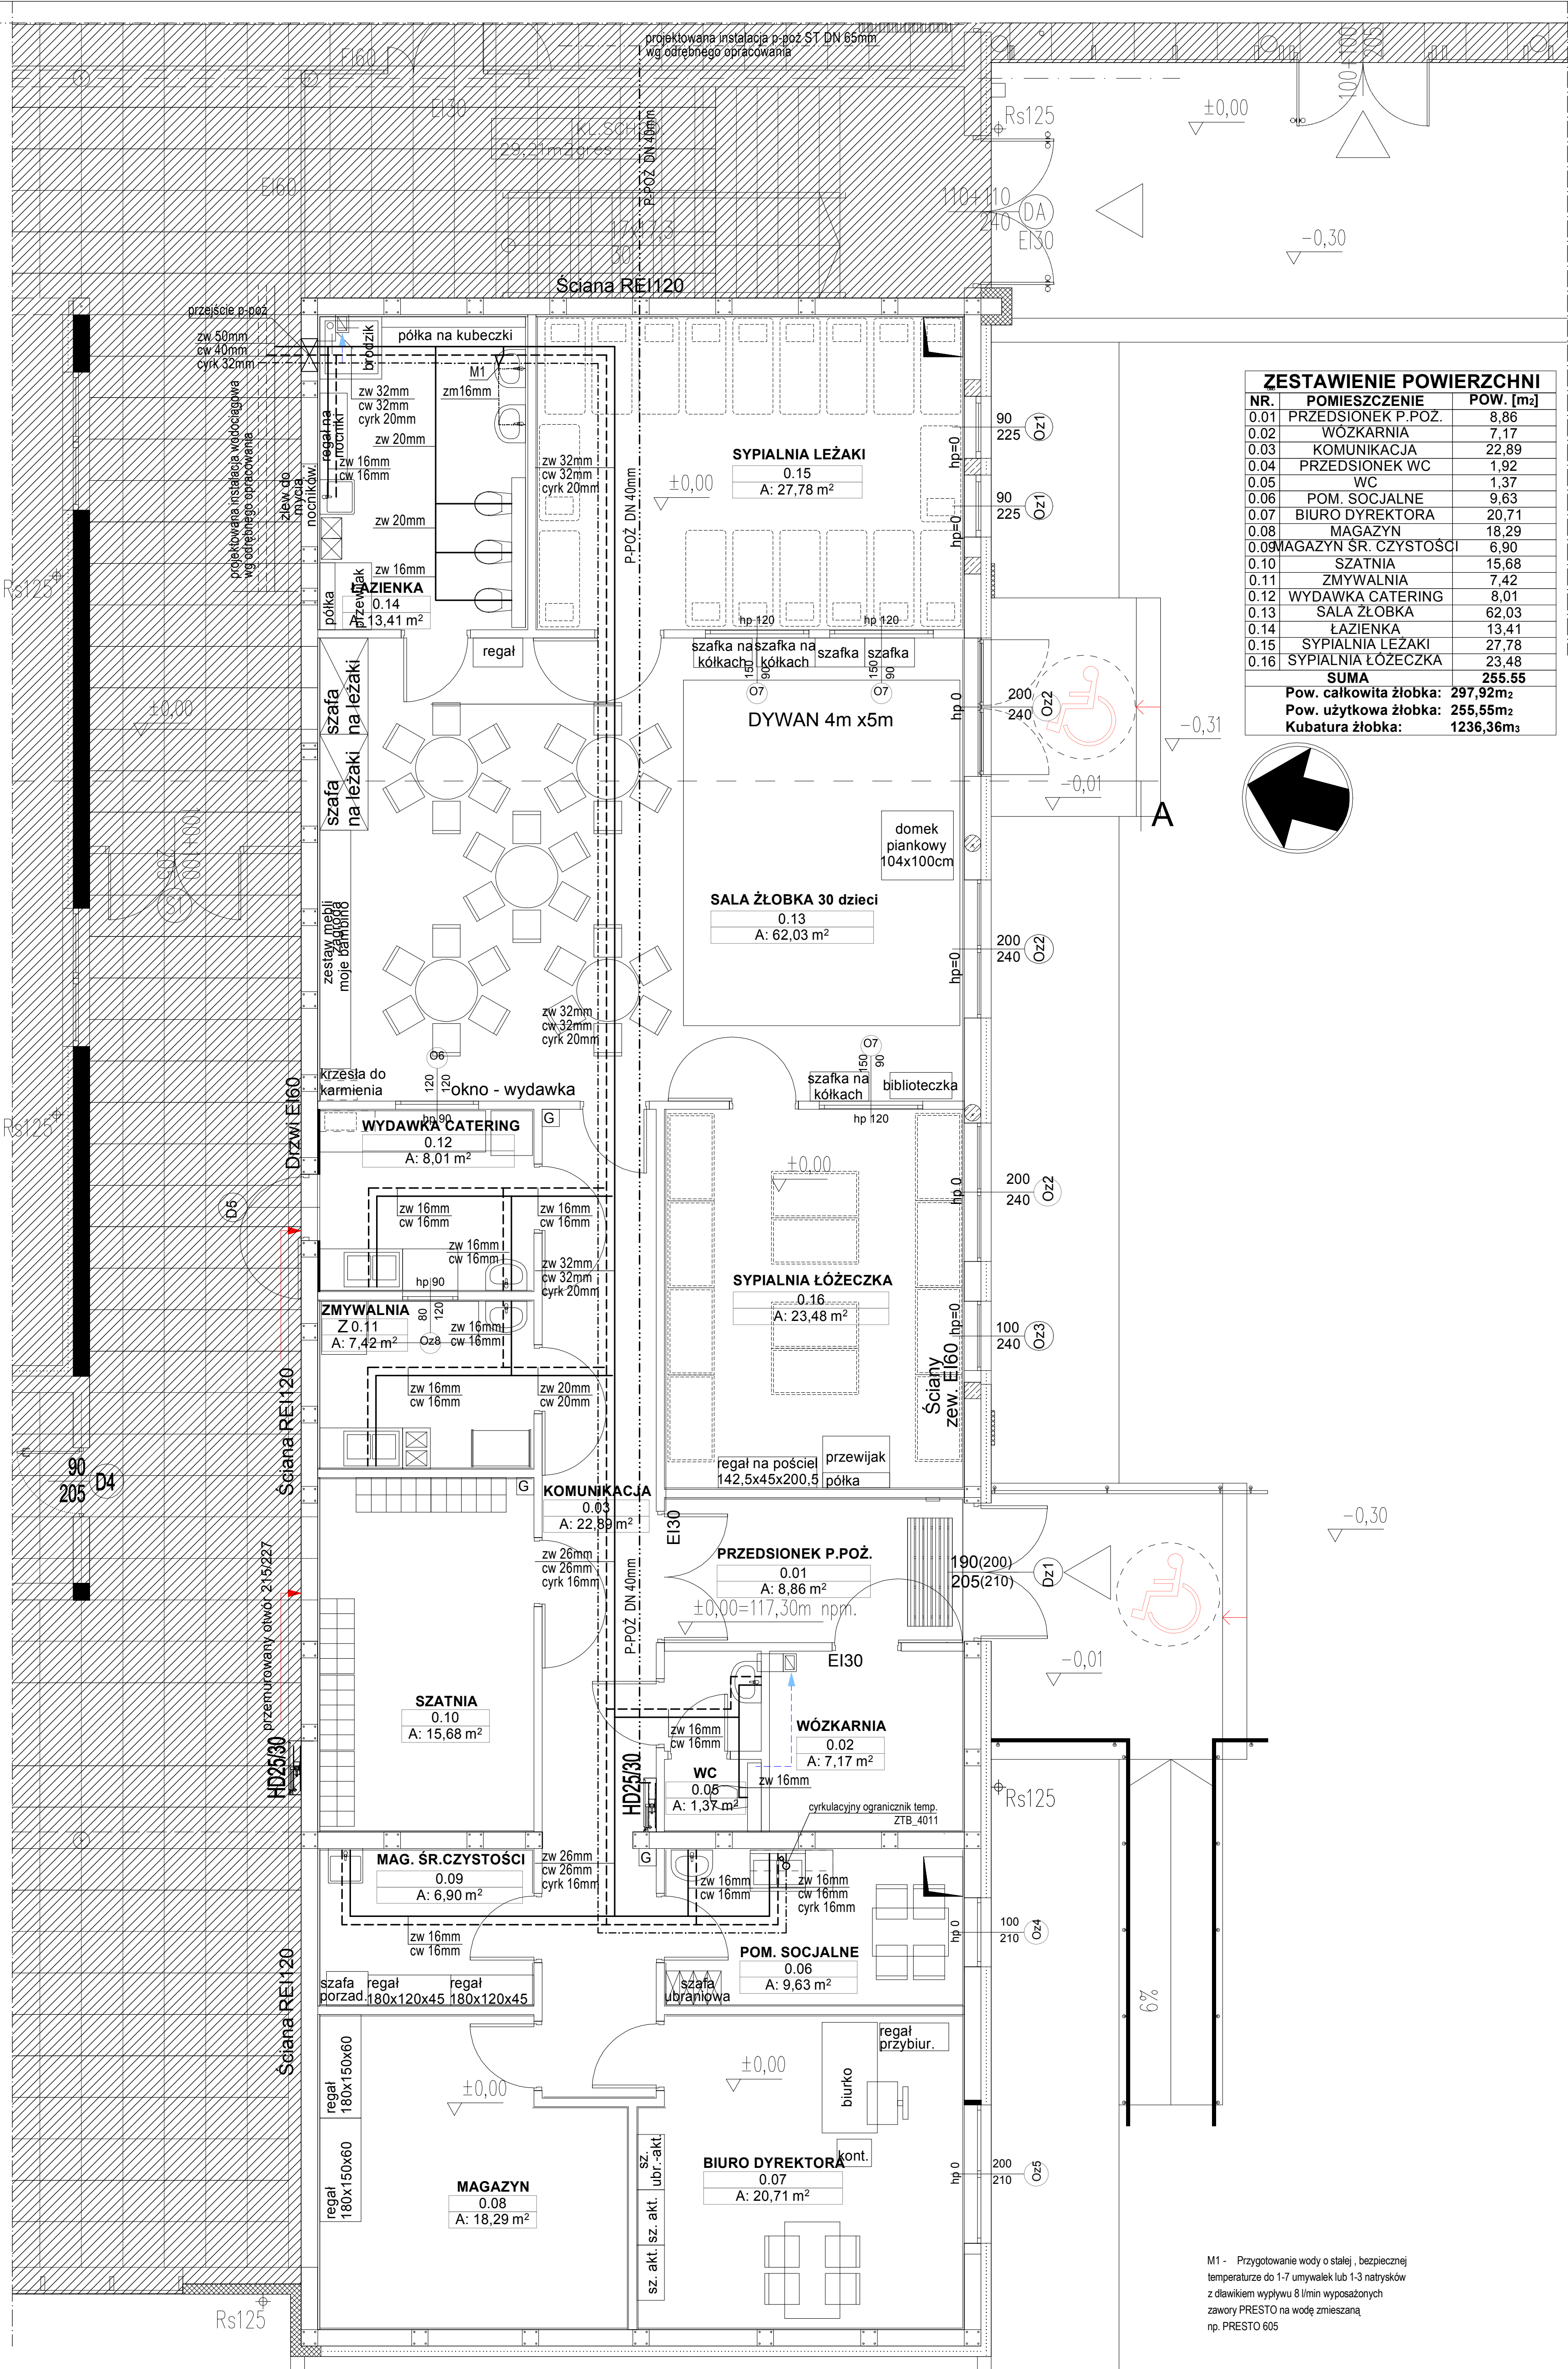 projektowana instalacja p-poż ST DN 65mm
wg odrębnego opracowania
EI60
EI30
KL.SCH
29.21m2 gres
P-POŻ DN 40mm
EI60
17x17,3
30
Ściana REI120
Rs125
±0,00
100+100
205
110+110
240
DA
EI30
-0,30
przejście p-poż
zw 50mm
cw 40mm
cyrk 32mm
projektowana instalacja wodociągowa
wg odrębnego opracowania
brodzik
półka na kubeczki
M1
zm16mm
zw 32mm
cw 32mm
cyrk 20mm
regał na
nocniki
zw 20mm
zw 16mm
cw 16mm
zlew do
mycia
nocników
zw 20mm
zw 16mm
półka
przewijak
ŁAZIENKA
0.14
A: 13,41 m²
zw 32mm
cw 32mm
cyrk 20mm
P-POŻ DN 40mm
SYPIALNIA LEŻAKI
0.15
A: 27,78 m²
±0,00
hp=0
90
225
Oz1
hp=0
90
225
Oz1
ZESTAWIENIE POWIERZCHNI
NR. POMIESZCZENIE POW. [m2]
0.01 PRZEDSIONEK P.POŻ. 8,86
0.02 WÓZKARNIA 7,17
0.03 KOMUNIKACJA 22,89
0.04 PRZEDSIONEK WC 1,92
0.05 WC 1,37
0.06 POM. SOCJALNE 9,63
0.07 BIURO DYREKTORA 20,71
0.08 MAGAZYN 18,29
0.09 MAGAZYN ŚR. CZYSTOŚCI 6,90
0.10 SZATNIA 15,68
0.11 ZMYWALNIA 7,42
0.12 WYDAWKA CATERING 8,01
0.13 SALA ŻŁOBKA 62,03
0.14 ŁAZIENKA 13,41
0.15 SYPIALNIA LEŻAKI 27,78
0.16 SYPIALNIA ŁÓŻECZKA 23,48
SUMA 255.55
Pow. całkowita żłobka: 297,92m2
Pow. użytkowa żłobka: 255,55m2
Kubatura żłobka: 1236,36m3
Rs125
±0,00
S1
100+100
205
szafa
na leżaki
szafa
na leżaki
regał
hp 120
hp 120
szafka na
kółkach
szafka na
kółkach
szafka
szafka
150
90
O7
150
90
O7
DYWAN 4m x5m
hp 0
200
240
Oz2
-0,31
-0,01
A
domek
piankowy
104x100cm
SALA ŻŁOBKA 30 dzieci
0.13
A: 62,03 m²
hp=0
200
240
Oz2
zestaw mebli
zagroda
moje bambino
zw 32mm
cw 32mm
cyrk 20mm
krzesła do
karmienia
O6
120
120
okno - wydawka
hp 90
O7
150
90
szafka na
kółkach
biblioteczka
hp 120
Rs125
Drzwi EI60
D5
WYDAWKA CATERING
0.12
A: 8,01 m²
G
zw 16mm
cw 16mm
zw 16mm
cw 16mm
zw 16mm
cw 16mm
zw 32mm
cw 32mm
cyrk 20mm
hp 90
80
120
Oz8
±0,00
hp 0
200
240
Oz2
SYPIALNIA ŁÓŻECZKA
0.16
A: 23,48 m²
hp=0
100
240
Oz3
Ściany
zew. EI60
ZMYWALNIA
Z 0.11
A: 7,42 m²
zw 16mm
cw 16mm
zw 16mm
cw 16mm
zw 20mm
cw 20mm
Ściana REI120
90
205
D4
regał na pościel
142,5x45x200,5
przewijak
półka
G
KOMUNIKACJA
0.03
A: 22,89 m²
EI30
zw 26mm
cw 26mm
cyrk 16mm
P-POŻ DN 40mm
PRZEDSIONEK P.POŻ.
0.01
A: 8,86 m²
±0,00=117,30m npm.
190(200)
205(210)
Dz1
-0,30
-0,01
EI30
przemurowany otwór 215/227
SZATNIA
0.10
A: 15,68 m²
HD25/30
HD25/30
zw 16mm
cw 16mm
WÓZKARNIA
0.02
A: 7,17 m²
WC
0.05
A: 1,37 m²
zw 16mm
cyrkulacyjny ogranicznik temp.
ZTB_4011
Rs125
MAG. ŚR.CZYSTOŚCI
0.09
A: 6,90 m²
zw 26mm
cw 26mm
cyrk 16mm
G
zw 16mm
cw 16mm
zw 16mm
cw 16mm
cyrk 16mm
zw 16mm
cw 16mm
hp 0
100
210
Oz4
POM. SOCJALNE
0.06
A: 9,63 m²
Ściana REI120
szafa
porzad.
regał
180x120x45
regał
180x120x45
szafa
ubraniowa
6%
regał
180x150x60
±0,00
±0,00
regał
przybiur.
biurko
kont.
regał
180x150x60
sz.
ubr.-akt.
sz. akt.
sz. akt.
MAGAZYN
0.08
A: 18,29 m²
BIURO DYREKTORA
0.07
A: 20,71 m²
hp 0
200
210
Oz5
Rs125
M1 - Przygotowanie wody o stałej , bezpiecznej
temperaturze do 1-7 umywalek lub 1-3 natrysków
z dławikiem wypływu 8 l/min wyposażonych
zawory PRESTO na wodę zmieszaną
np. PRESTO 605